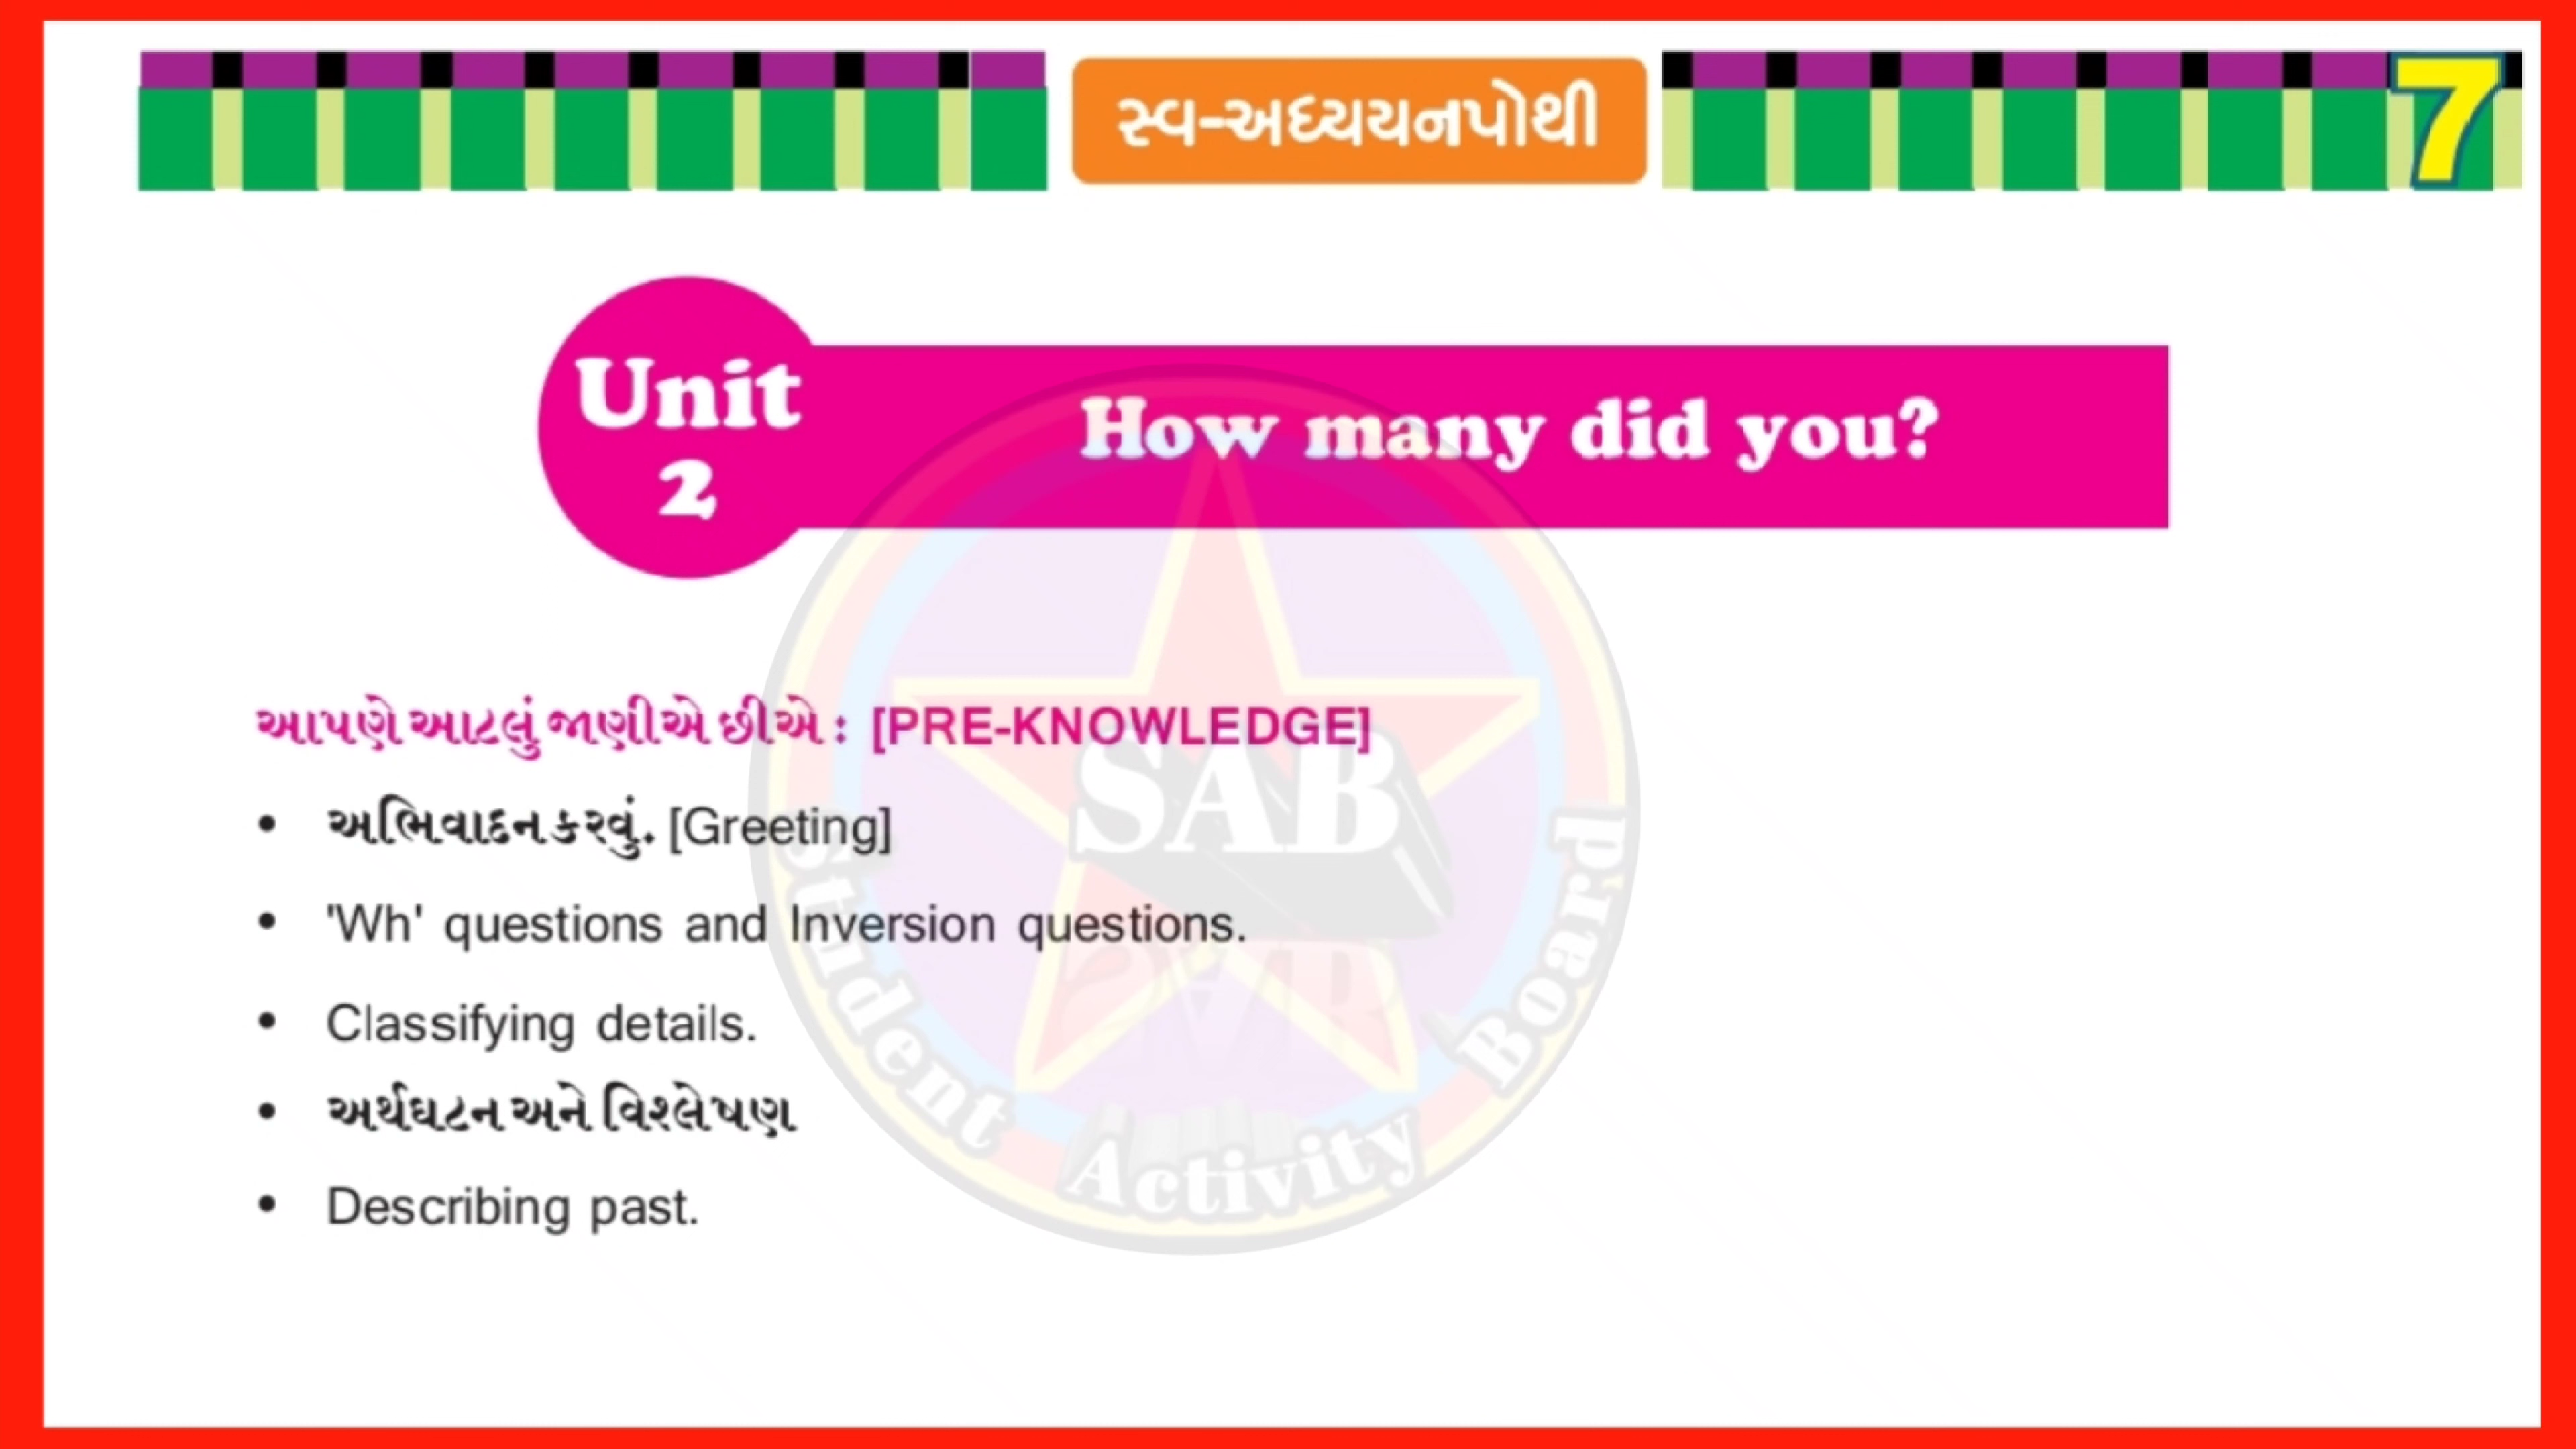 સ્વ-અધ્યયનપોથી
7
Unit
2
How many did you?
આપણે આટલું જાણીએ છીએ : [PRE-KNOWLEDGE]
• અભિવાદન કરવું. [Greeting]
• 'Wh' questions and Inversion questions.
• Classifying details.
• અર્થઘટન અને વિશ્લેષણ
• Describing past.
SAB
Student Activity Board